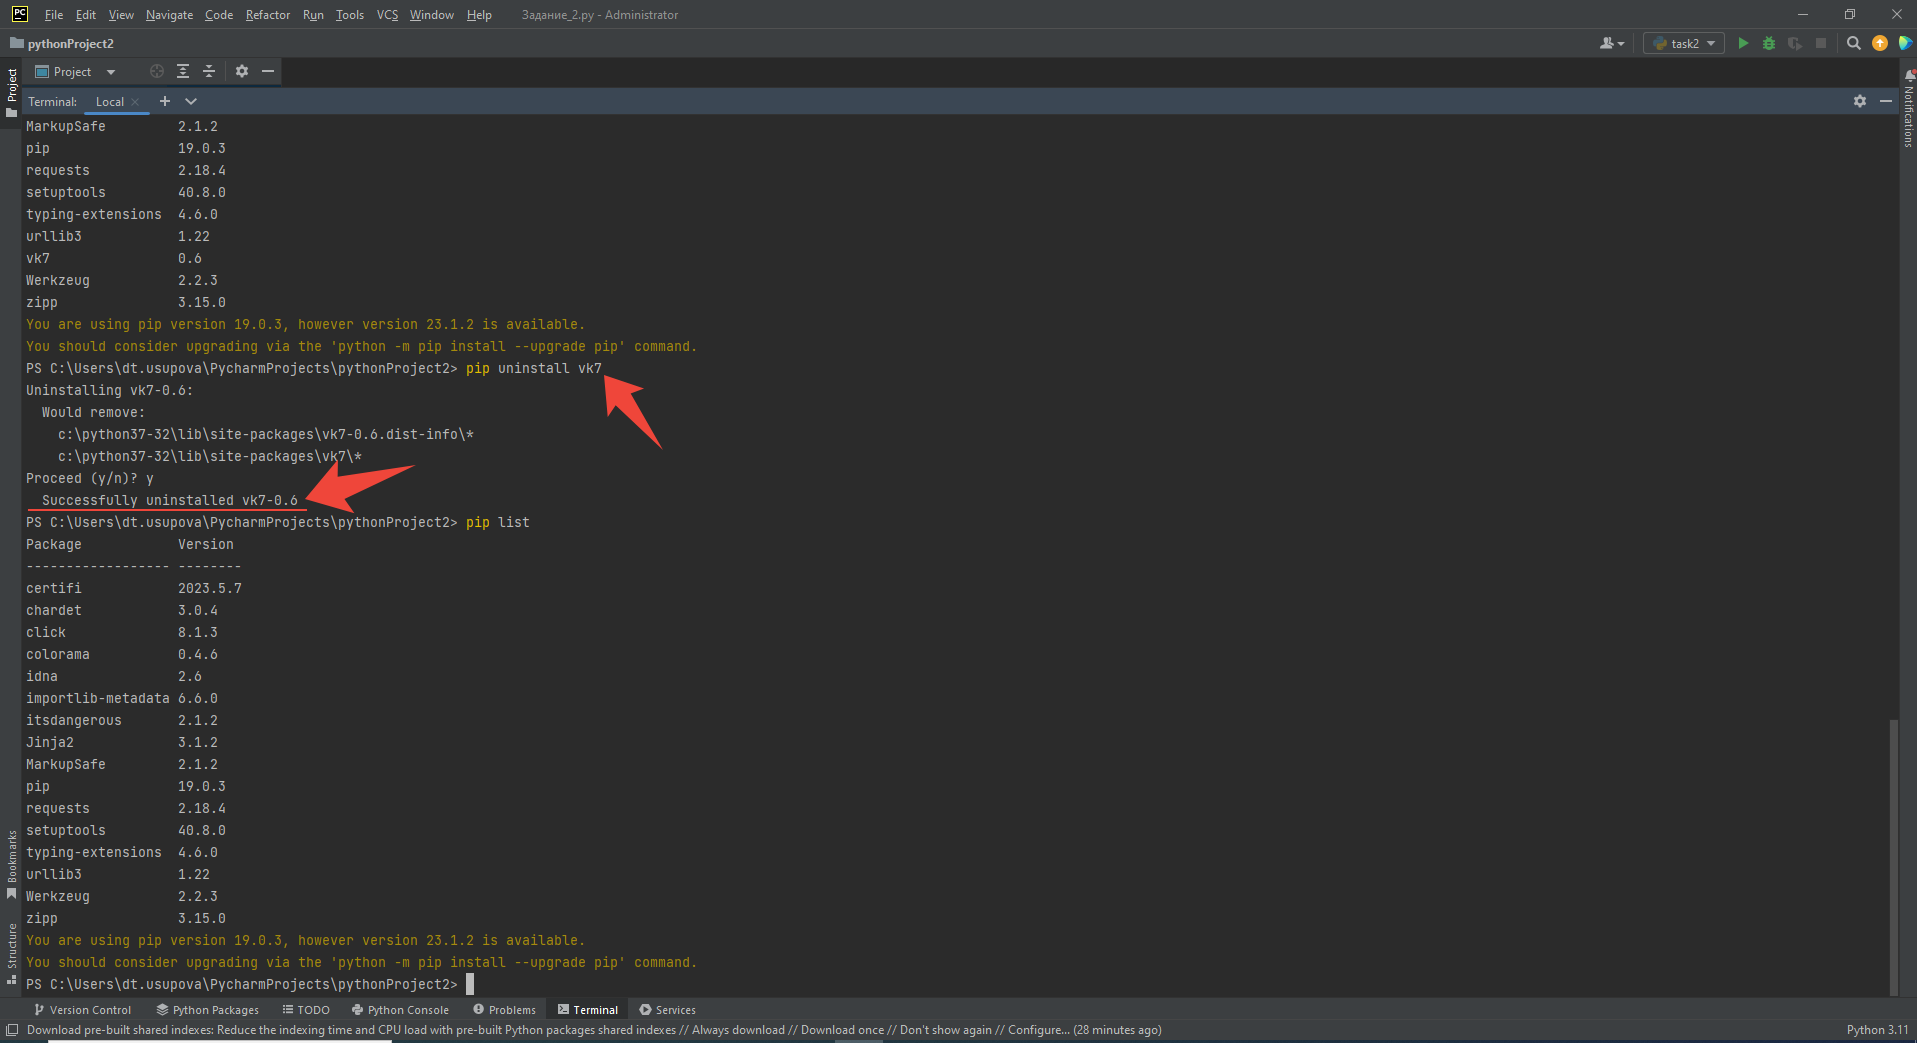 PC File Edit View Navigate Code Refactor Run Tools VCS Window Help Задание_2.py - Administrator
pythonProject2
task2
Project
Project
Terminal: Local
Notifications
MarkupSafe 2.1.2
pip 19.0.3
requests 2.18.4
setuptools 40.8.0
typing-extensions 4.6.0
urllib3 1.22
vk7 0.6
Werkzeug 2.2.3
zipp 3.15.0
You are using pip version 19.0.3, however version 23.1.2 is available.
You should consider upgrading via the 'python -m pip install --upgrade pip' command.
PS C:\Users\dt.usupova\PycharmProjects\pythonProject2> pip uninstall vk7
Uninstalling vk7-0.6:
Would remove:
c:\python37-32\lib\site-packages\vk7-0.6.dist-info\*
c:\python37-32\lib\site-packages\vk7\*
Proceed (y/n)? y
Successfully uninstalled vk7-0.6
PS C:\Users\dt.usupova\PycharmProjects\pythonProject2> pip list
Package Version
------------------ --------
certifi 2023.5.7
chardet 3.0.4
click 8.1.3
colorama 0.4.6
idna 2.6
importlib-metadata 6.6.0
itsdangerous 2.1.2
Jinja2 3.1.2
MarkupSafe 2.1.2
pip 19.0.3
requests 2.18.4
setuptools 40.8.0
typing-extensions 4.6.0
urllib3 1.22
Werkzeug 2.2.3
zipp 3.15.0
You are using pip version 19.0.3, however version 23.1.2 is available.
You should consider upgrading via the 'python -m pip install --upgrade pip' command.
PS C:\Users\dt.usupova\PycharmProjects\pythonProject2>
Bookmarks
Structure
Version Control Python Packages TODO Python Console Problems Terminal Services
Download pre-built shared indexes: Reduce the indexing time and CPU load with pre-built Python packages shared indexes // Always download // Download once // Don't show again // Configure... (28 minutes ago) Python 3.11